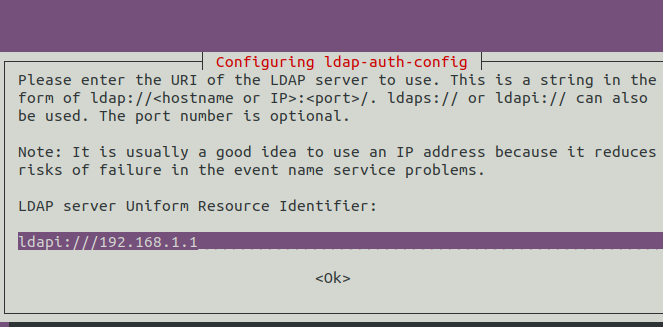 Configuring ldap-auth-config
Please enter the URI of the LDAP server to use. This is a string in the
form of ldap://<hostname or IP>:<port>/. ldaps:// or ldapi:// can also
be used. The port number is optional.
Note: It is usually a good idea to use an IP address because it reduces
risks of failure in the event name service problems.
LDAP server Uniform Resource Identifier:
ldapi:///192.168.1.1
<Ok>